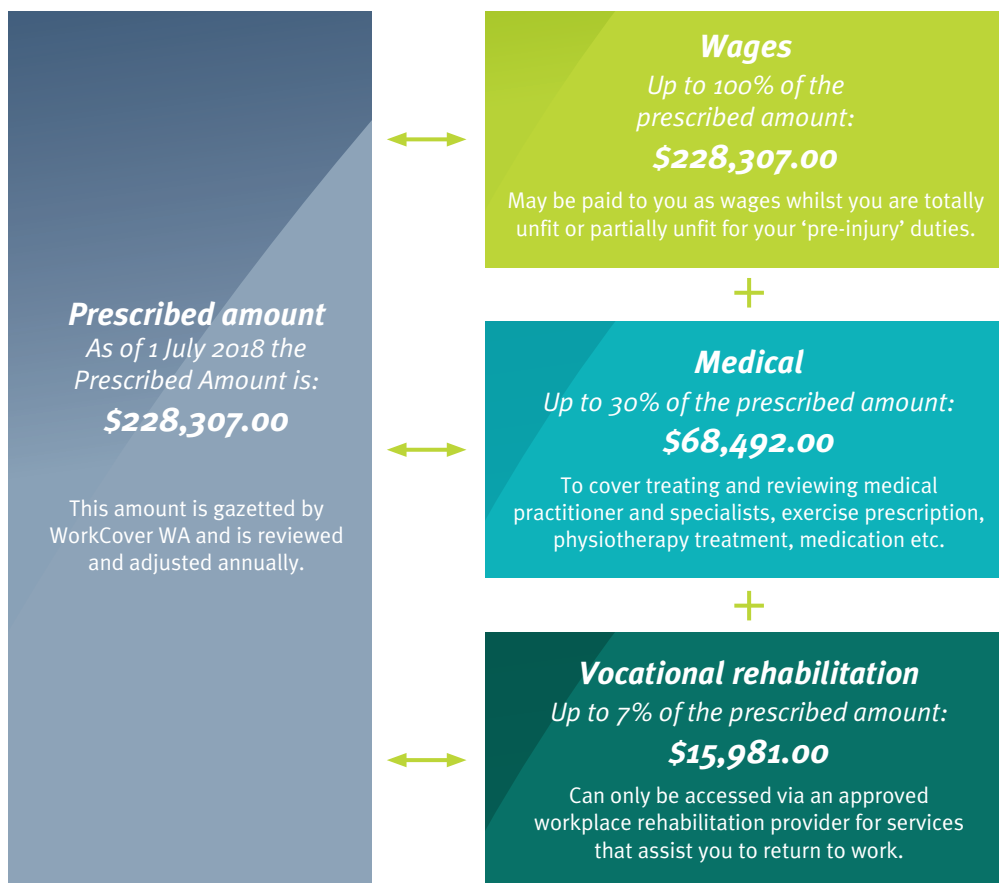 Prescribed amount
As of 1 July 2018 the
Prescribed Amount is:
$228,307.00
This amount is gazetted by
WorkCover WA and is reviewed
and adjusted annually.
Wages
Up to 100% of the
prescribed amount:
$228,307.00
May be paid to you as wages whilst you are totally
unfit or partially unfit for your ‘pre-injury’ duties.
+
Medical
Up to 30% of the prescribed amount:
$68,492.00
To cover treating and reviewing medical
practitioner and specialists, exercise prescription,
physiotherapy treatment, medication etc.
+
Vocational rehabilitation
Up to 7% of the prescribed amount:
$15,981.00
Can only be accessed via an approved
workplace rehabilitation provider for services
that assist you to return to work.